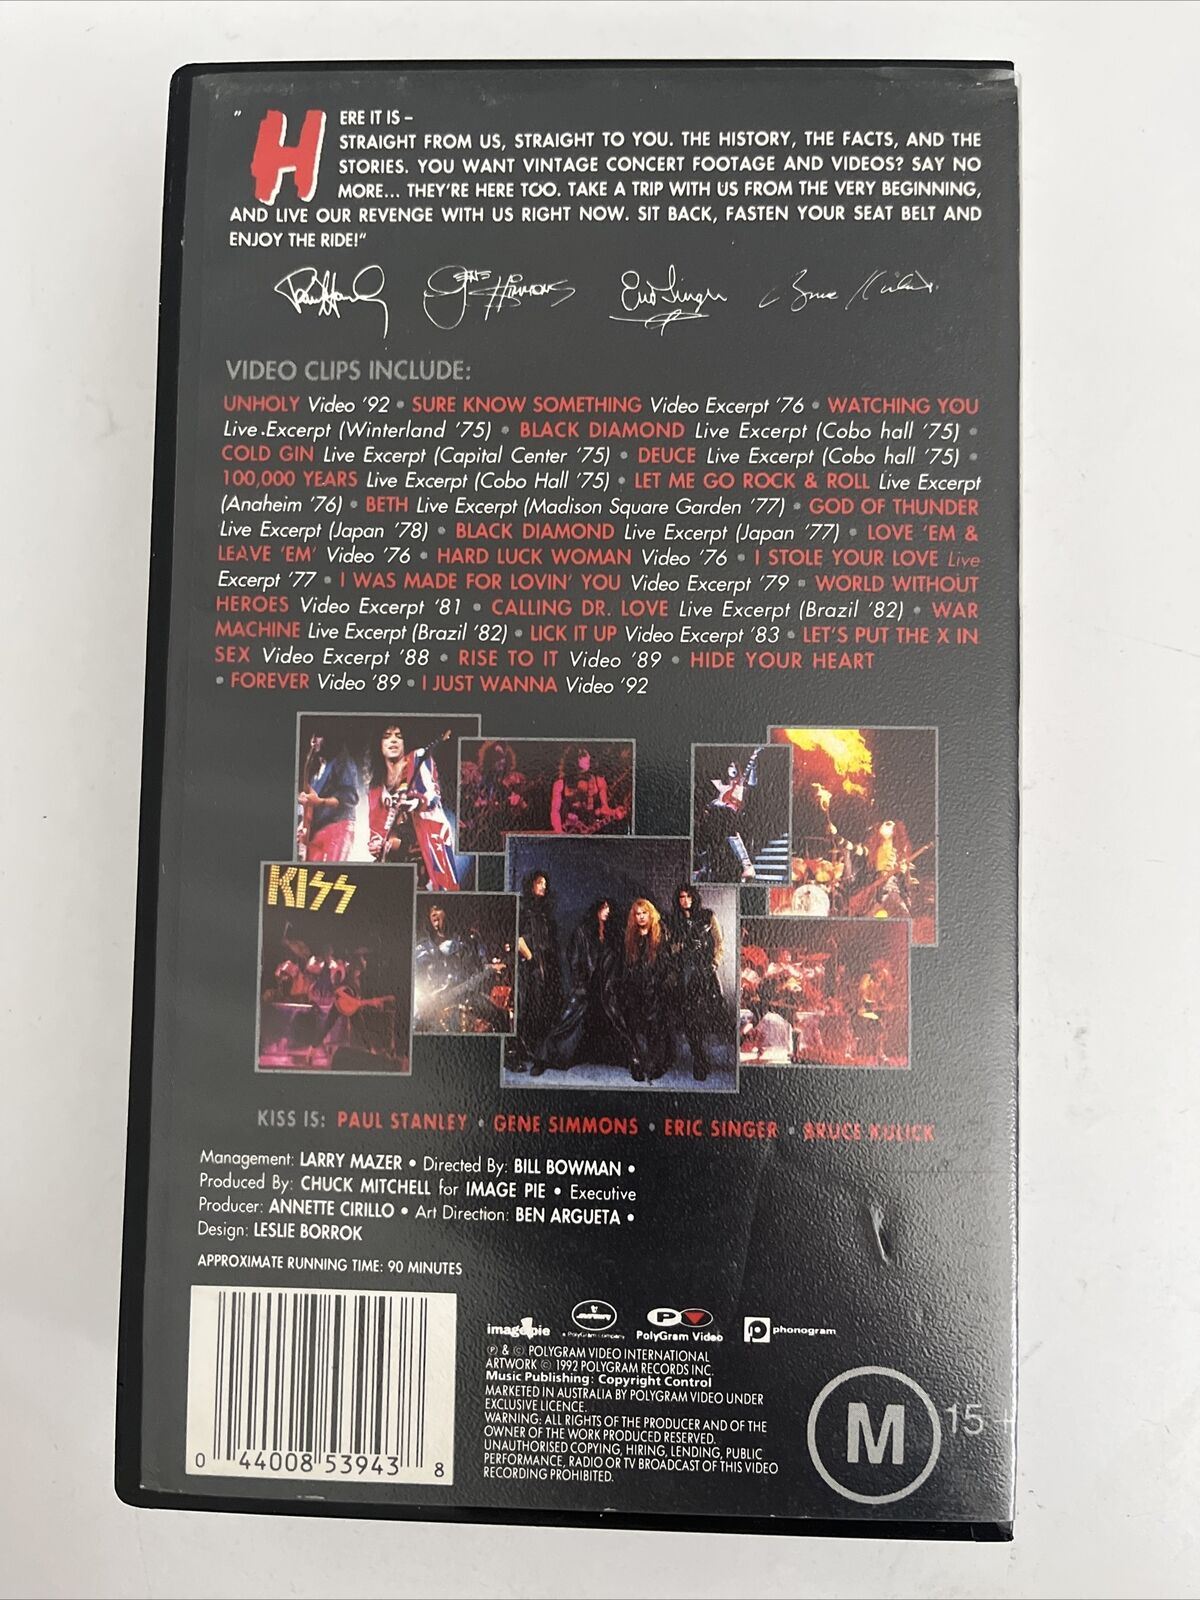 "HERE IT IS –
STRAIGHT FROM US, STRAIGHT TO YOU. THE HISTORY, THE FACTS, AND THE
STORIES. YOU WANT VINTAGE CONCERT FOOTAGE AND VIDEOS? SAY NO
MORE... THEY'RE HERE TOO. TAKE A TRIP WITH US FROM THE VERY BEGINNING,
AND LIVE OUR REVENGE WITH US RIGHT NOW. SIT BACK, FASTEN YOUR SEAT BELT AND
ENJOY THE RIDE!"
Paul Stanley Gene Simmons Eric Singer Bruce Kulick
VIDEO CLIPS INCLUDE:
UNHOLY Video '92 • SURE KNOW SOMETHING Video Excerpt '76 • WATCHING YOU
Live Excerpt (Winterland '75) • BLACK DIAMOND Live Excerpt (Cobo hall '75) •
COLD GIN Live Excerpt (Capital Center '75) • DEUCE Live Excerpt (Cobo hall '75) •
100,000 YEARS Live Excerpt (Cobo Hall '75) • LET ME GO ROCK & ROLL Live Excerpt
(Anaheim '76) • BETH Live Excerpt (Madison Square Garden '77) • GOD OF THUNDER
Live Excerpt (Japan '78) • BLACK DIAMOND Live Excerpt (Japan '77) • LOVE 'EM &
LEAVE 'EM' Video '76 • HARD LUCK WOMAN Video '76 • I STOLE YOUR LOVE Live
Excerpt '77 • I WAS MADE FOR LOVIN' YOU Video Excerpt '79 • WORLD WITHOUT
HEROES Video Excerpt '81 • CALLING DR. LOVE Live Excerpt (Brazil '82) • WAR
MACHINE Live Excerpt (Brazil '82) • LICK IT UP Video Excerpt '83 • LET'S PUT THE X IN
SEX Video Excerpt '88 • RISE TO IT Video '89 • HIDE YOUR HEART
• FOREVER Video '89 • I JUST WANNA Video '92
KISS
KISS IS: PAUL STANLEY • GENE SIMMONS • ERIC SINGER • BRUCE KULICK
Management: LARRY MAZER • Directed By: BILL BOWMAN •
Produced By: CHUCK MITCHELL for IMAGE PIE • Executive
Producer: ANNETTE CIRILLO • Art Direction: BEN ARGUETA •
Design: LESLIE BORROK
APPROXIMATE RUNNING TIME: 90 MINUTES
0 44008 53943 8
imagepie mercury a PolyGram company PolyGram Video phonogram
℗ & © POLYGRAM VIDEO INTERNATIONAL
ARTWORK © 1992 POLYGRAM RECORDS INC.
Music Publishing: Copyright Control
MARKETED IN AUSTRALIA BY POLYGRAM VIDEO UNDER
EXCLUSIVE LICENCE.
WARNING: ALL RIGHTS OF THE PRODUCER AND OF THE
OWNER OF THE WORK PRODUCED RESERVED.
UNAUTHORISED COPYING, HIRING, LENDING, PUBLIC
PERFORMANCE, RADIO OR TV BROADCAST OF THIS VIDEO
RECORDING PROHIBITED.
M 15 +